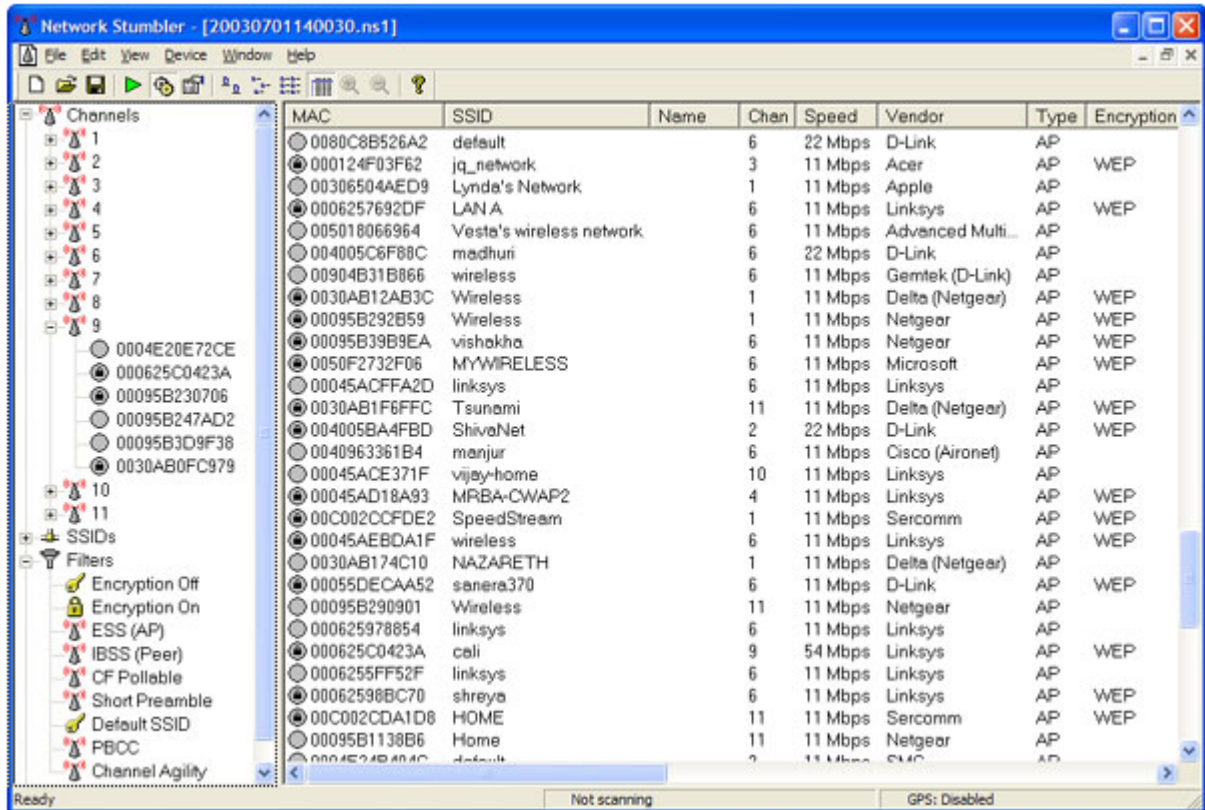 Network Stumbler - [20030701140030.ns1]
File Edit View Device Window Help
Channels
1
2
3
4
5
6
7
8
9
0004E20E72CE
000625C0423A
00095B230706
00095B247AD2
00095B3D9F38
0030AB0FC979
10
11
SSIDs
Filters
Encryption Off
Encryption On
ESS (AP)
IBSS (Peer)
CF Pollable
Short Preamble
Default SSID
PBCC
Channel Agility
MAC SSID Name Chan Speed Vendor Type Encryption
0080C8B526A2 default 6 22 Mbps D-Link AP
000124F03F62 jq_network 3 11 Mbps Acer AP WEP
00306504AED9 Lynda's Network 1 11 Mbps Apple AP
0006257692DF LAN A 6 11 Mbps Linksys AP WEP
005018066964 Vesta's wireless network 6 11 Mbps Advanced Multi... AP
004005C6F88C madhuri 6 22 Mbps D-Link AP
00904B31B866 wireless 6 11 Mbps Gemtek (D-Link) AP
0030AB12AB3C Wireless 1 11 Mbps Delta (Netgear) AP WEP
00095B292B59 Wireless 1 11 Mbps Netgear AP WEP
00095B39B9EA vishakha 6 11 Mbps Netgear AP WEP
0050F2732F06 MYWIRELESS 6 11 Mbps Microsoft AP WEP
00045ACFFA2D linksys 6 11 Mbps Linksys AP
0030AB1F6FFC Tsunami 11 11 Mbps Delta (Netgear) AP WEP
004005BA4FBD ShivaNet 2 22 Mbps D-Link AP WEP
0040963361B4 manjur 6 11 Mbps Cisco (Aironet) AP
00045ACE371F vijay-home 10 11 Mbps Linksys AP
00045AD18A93 MRBA-CWAP2 4 11 Mbps Linksys AP WEP
00C002CCFDE2 SpeedStream 1 11 Mbps Sercomm AP WEP
00045AEBDA1F wireless 6 11 Mbps Linksys AP WEP
0030AB174C10 NAZARETH 1 11 Mbps Delta (Netgear) AP
00055DECAA52 sanera370 6 11 Mbps D-Link AP WEP
00095B290901 Wireless 11 11 Mbps Netgear AP
000625978854 linksys 6 11 Mbps Linksys AP
000625C0423A cali 9 54 Mbps Linksys AP WEP
0006255FF52F linksys 6 11 Mbps Linksys AP
00062598BC70 shreya 6 11 Mbps Linksys AP WEP
00C002CDA1D8 HOME 11 11 Mbps Sercomm AP WEP
00095B1138B6 Home 11 11 Mbps Netgear AP
Ready Not scanning GPS: Disabled